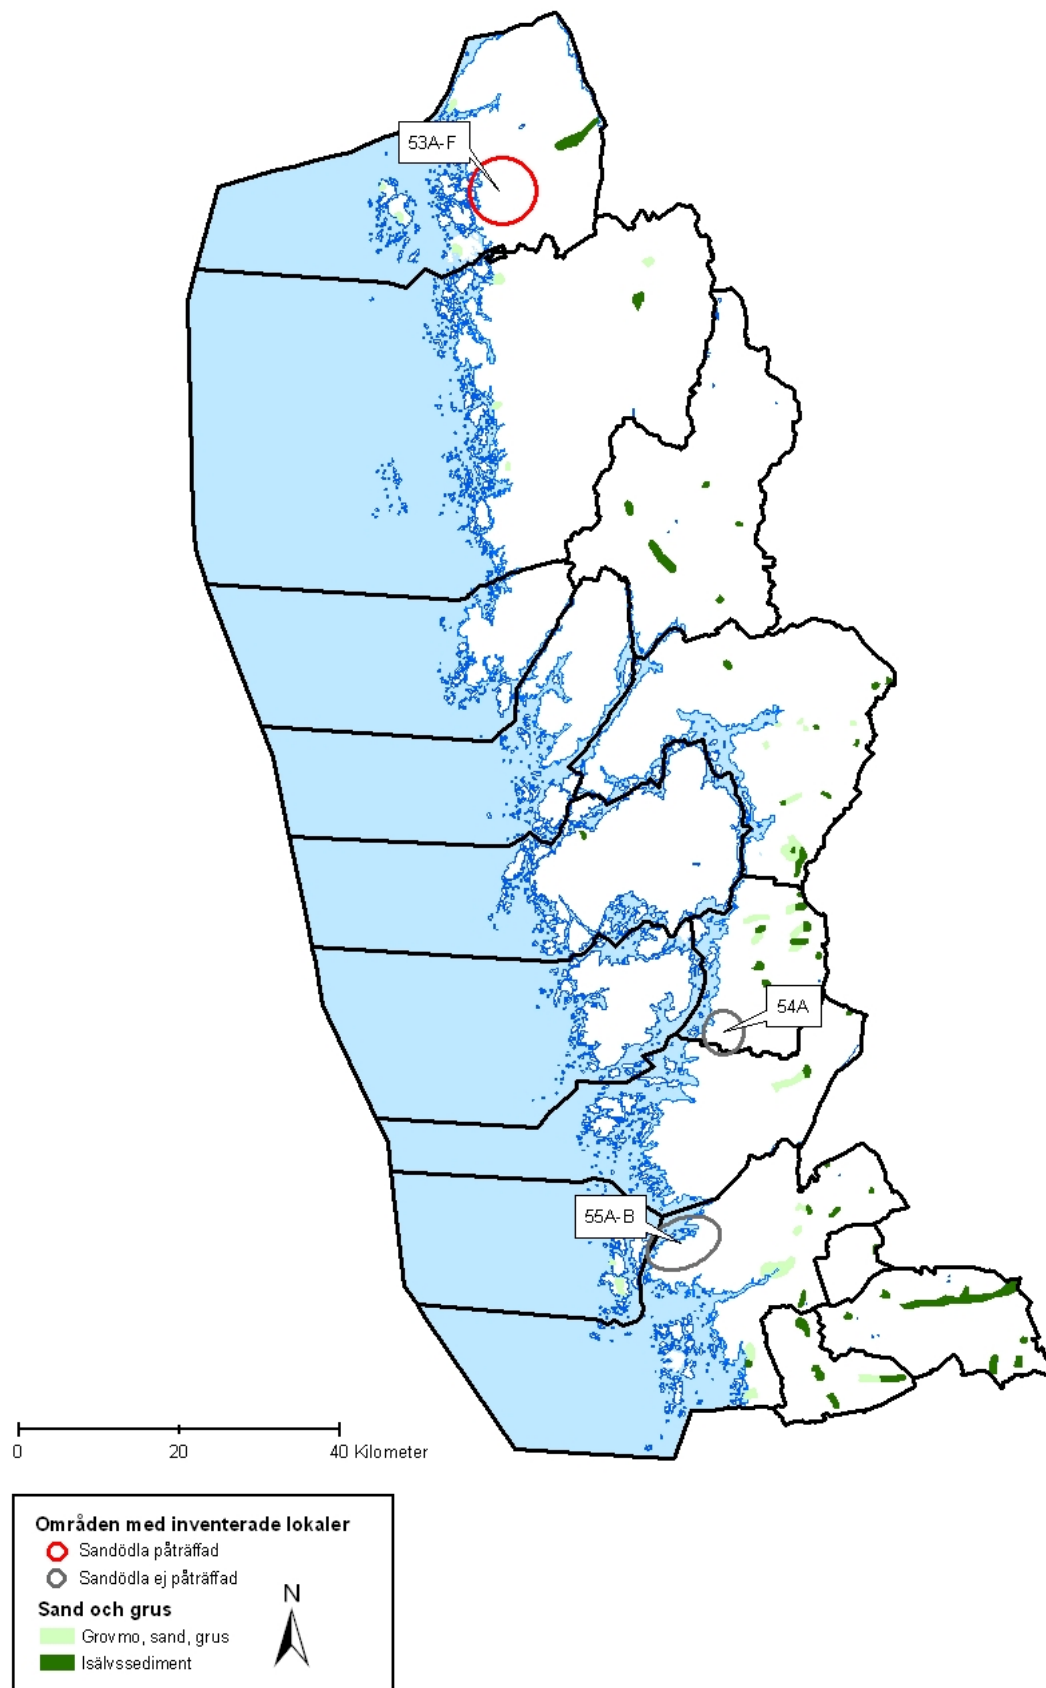 53A-F
54A
55A-B
0 20 40 Kilometer
Områden med inventerade lokaler
Sandödla påträffad
Sandödla ej påträffad
Sand och grus
Grovmo, sand, grus
Isälvssediment
N